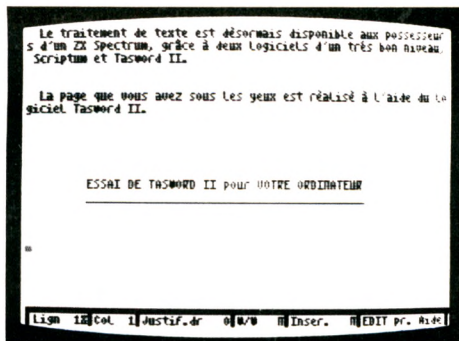 Le traitement de texte est désormais disponible aux possesseur
s d'un ZX Spectrum, grâce à deux logiciels d'un très bon niveau,
Scriptum et Tasword II.
La page que vous avez sous les yeux est réalisé à l'aide du lo
giciel Tasword II.
ESSAI DE TASWORD II pour VOTRE ORDINATEUR
Lign 12 Col 1 Justif.dr W/W Inser. EDIT pr. Aide